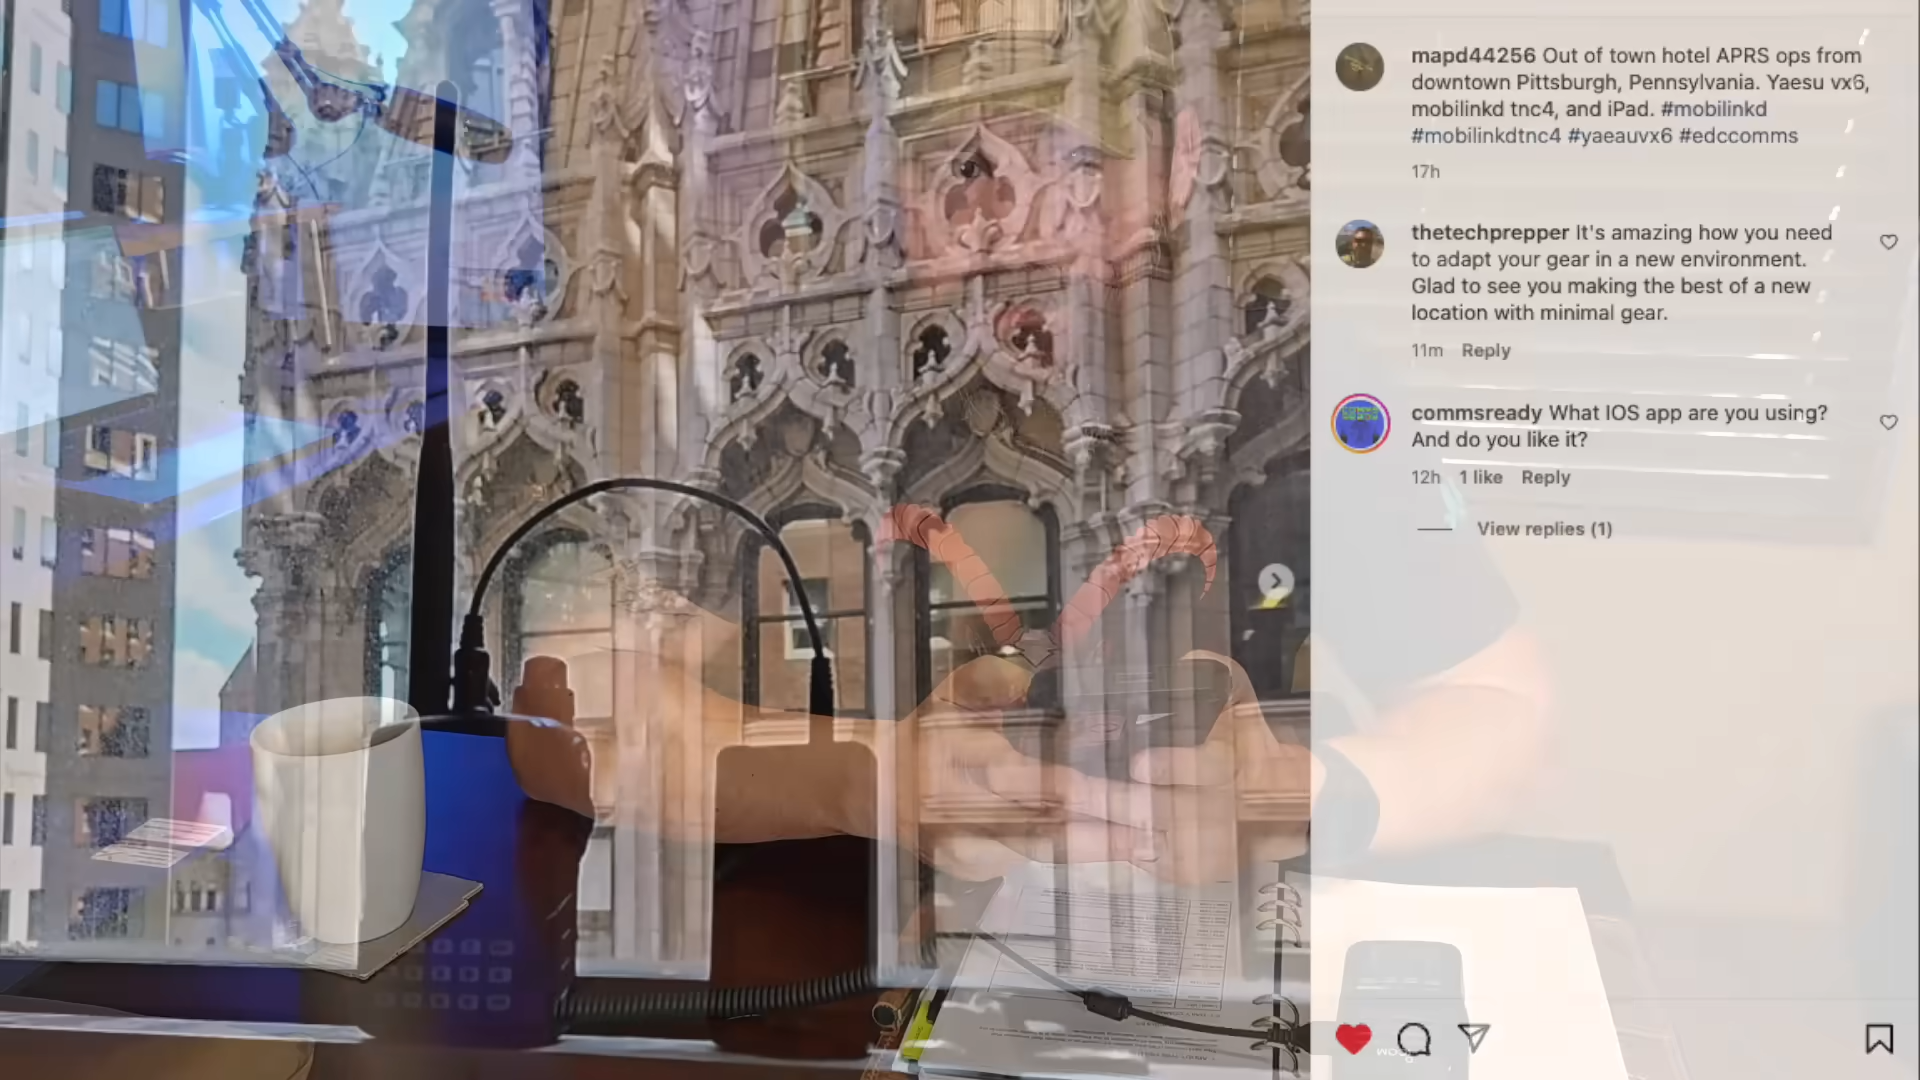 mapd44256 Out of town hotel APRS ops from
downtown Pittsburgh, Pennsylvania. Yaesu vx6,
mobilinkd tnc4, and iPad. #mobilinkd
#mobilinkdtnc4 #yaeauvx6 #edccomms
17h
thetechprepper It's amazing how you need
to adapt your gear in a new environment.
Glad to see you making the best of a new
location with minimal gear.
11m Reply
commsready What IOS app are you using?
And do you like it?
12h 1 like Reply
View replies (1)